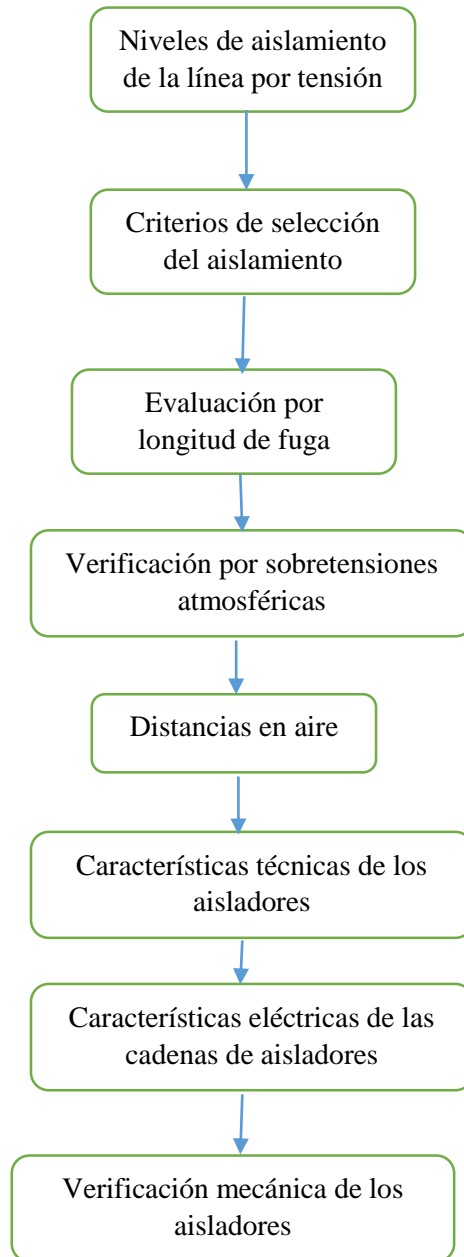 Niveles de aislamiento
de la línea por tensión
Criterios de selección
del aislamiento
Evaluación por
longitud de fuga
Verificación por sobretensiones
atmosféricas
Distancias en aire
Características técnicas de los
aisladores
Características eléctricas de las
cadenas de aisladores
Verificación mecánica de los
aisladores